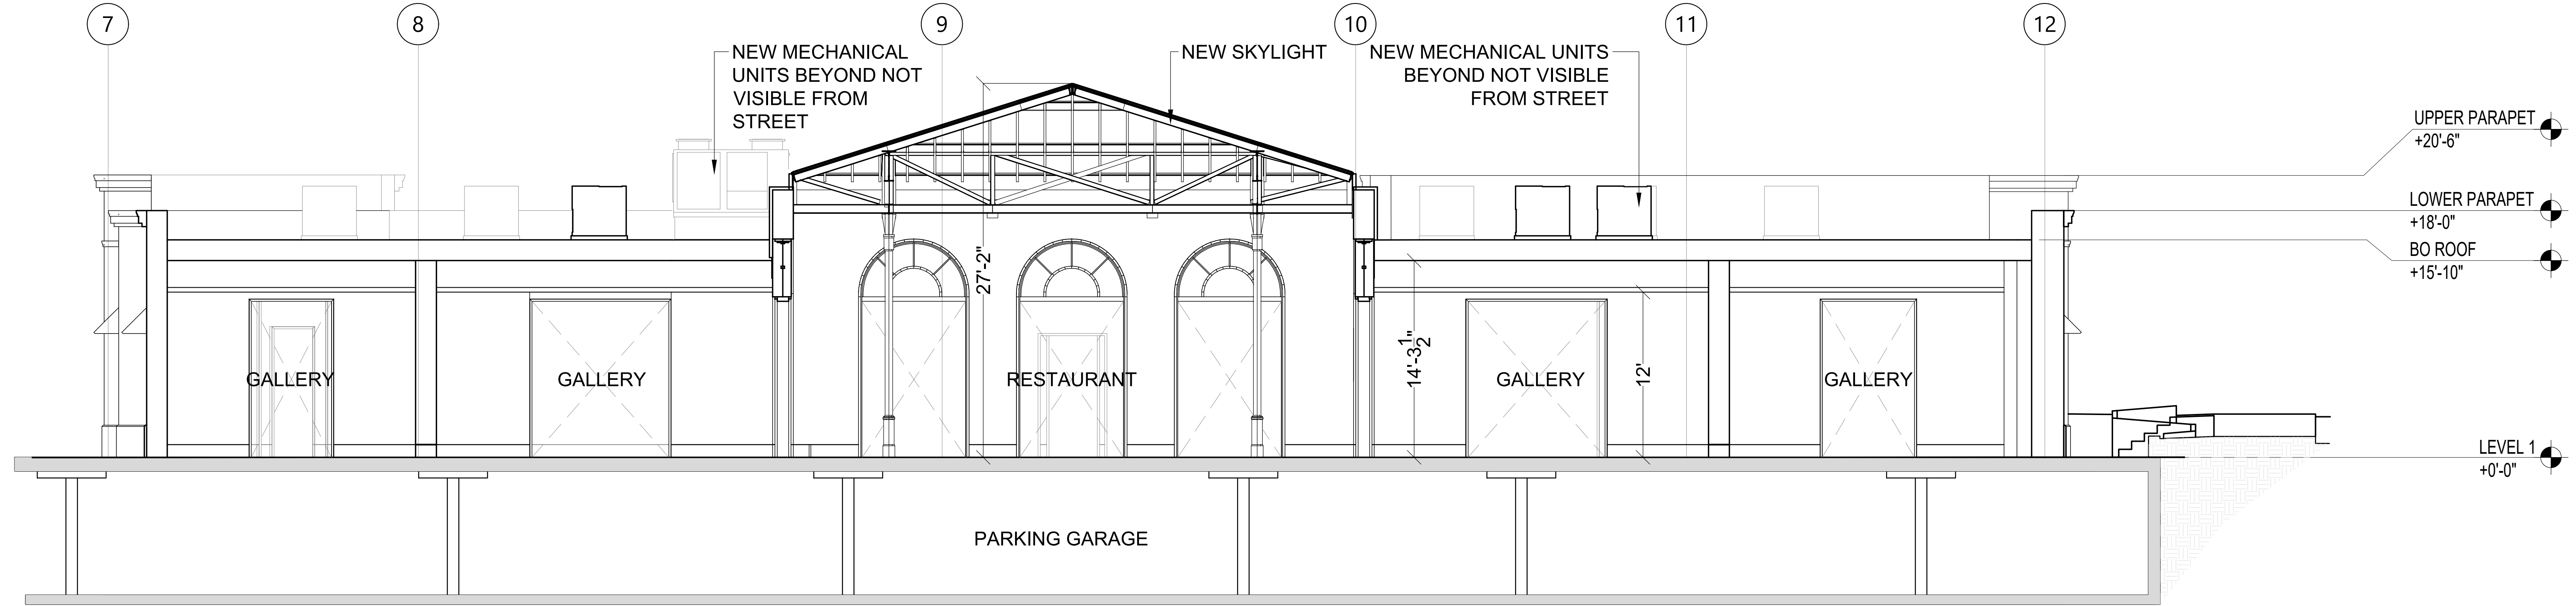 7
8
9
10
11
12
NEW MECHANICAL
UNITS BEYOND NOT
VISIBLE FROM
STREET
NEW SKYLIGHT
NEW MECHANICAL UNITS
BEYOND NOT VISIBLE
FROM STREET
UPPER PARAPET
+20'-6"
LOWER PARAPET
+18'-0"
BO ROOF
+15'-10"
27'-2"
14'-3 1/2"
12'
GALLERY
GALLERY
RESTAURANT
GALLERY
GALLERY
LEVEL 1
+0'-0"
PARKING GARAGE